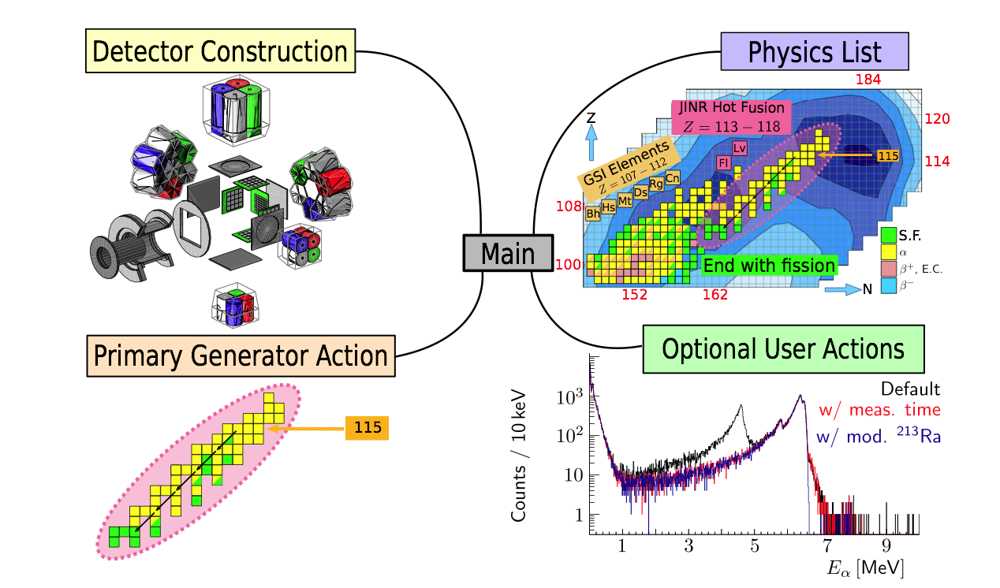 Detector Construction
Physics List
184
JINR Hot Fusion
Z = 113 − 118
Z
120
GSI Elements
Z = 107−112
Lv
Fl
115
114
Bh
Hs
Mt
Ds
Rg
Cn
108
100
S.F.
α
β⁺, E.C.
β⁻
End with fission
152
162
N
Main
Primary Generator Action
Optional User Actions
115
Counts / 10 keV
10³
10²
10
1
Default
w/ meas. time
w/ mod. ²¹³Ra
1
3
5
7
9
Eα [MeV]